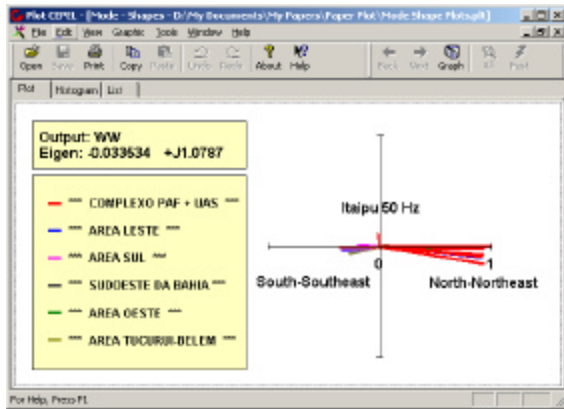 Plot CEPEL - [Mode - Shapes - D:\My Documents\My Papers\Paper Plot\Mode Shape Plots.plt]
File Edit View Graphic Tools Window Help
Open Save Print Copy Paste Undo Redo About Help Back Next Graph All Point
Plot Histogram List
Output: WW
Eigen: -0.033534 +J1.0787
*** COMPLEXO PAF + UAS ***
*** AREA LESTE ***
*** AREA SUL ***
*** SUDOESTE DA BAHIA ***
*** AREA OESTE ***
*** AREA TUCURUI-BELEM ***
Itaipu 50 Hz
0 1
South-Southeast North-Northeast
For Help, Press F1